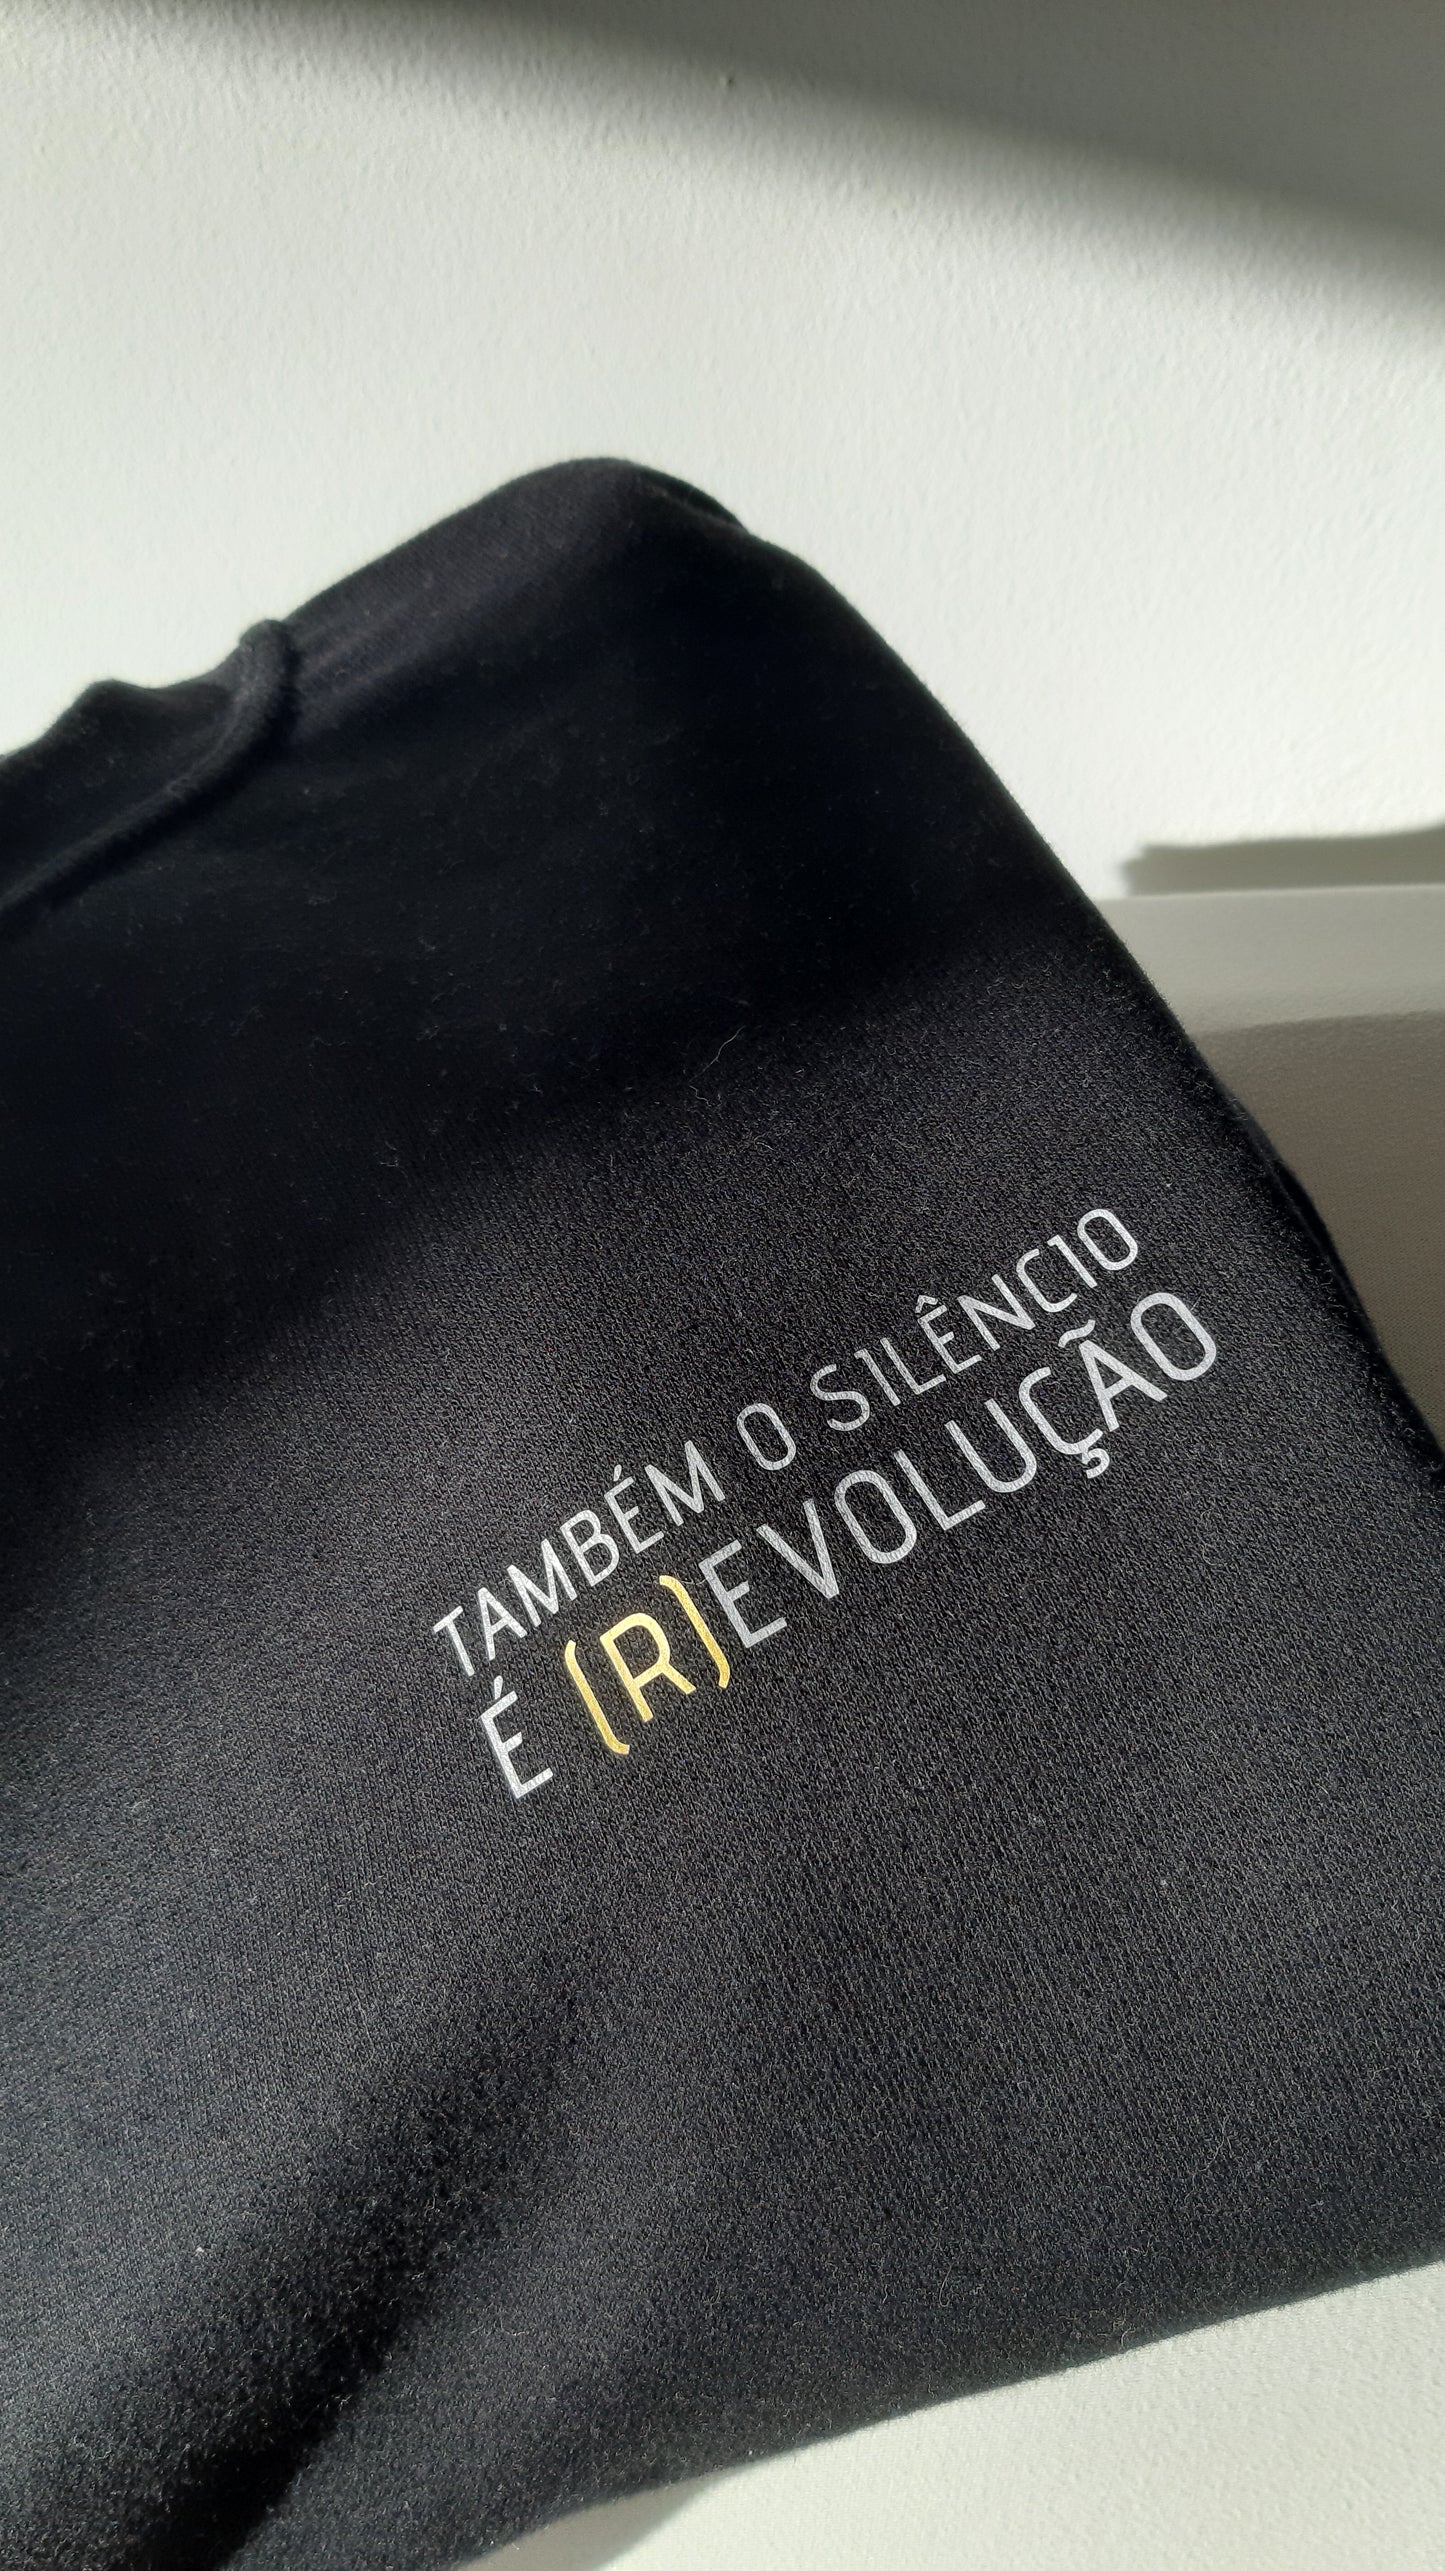 TAMBÉM O SILÊNCIO
É (R)EVOLUÇÃO